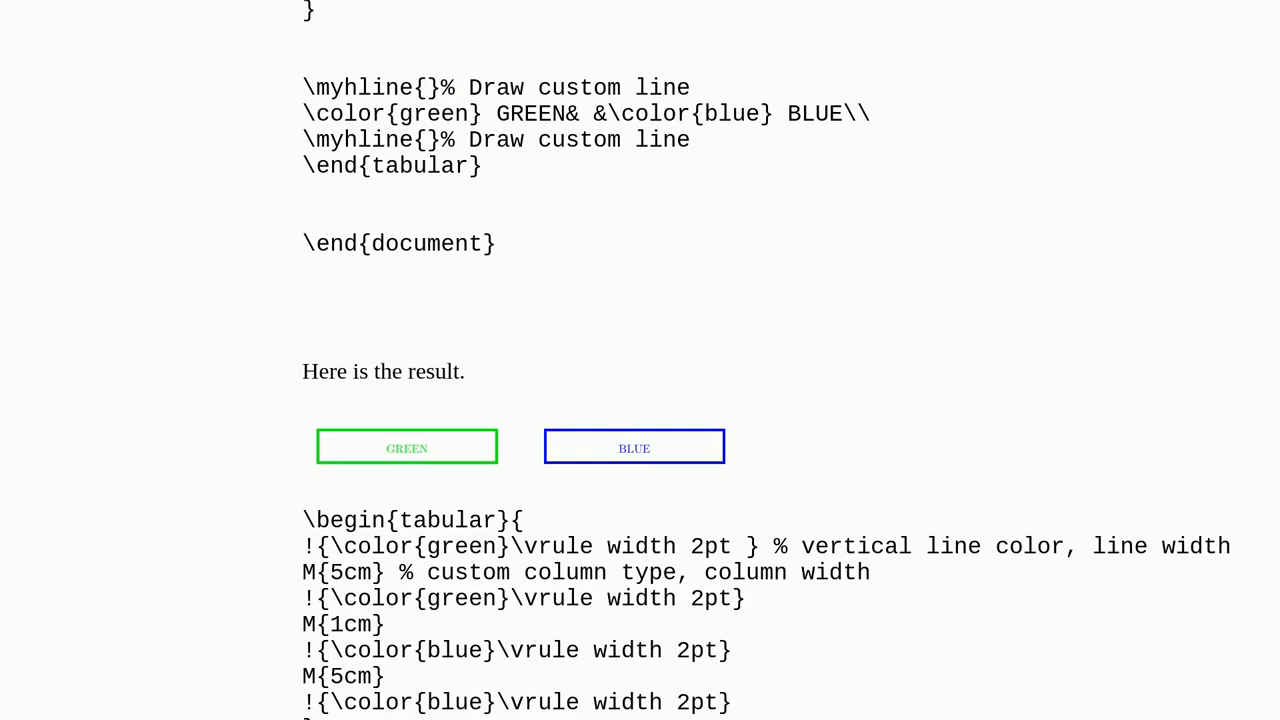 }
\myhline{}% Draw custom line
\color{green} GREEN& &\color{blue} BLUE\\
\myhline{}% Draw custom line
\end{tabular}
\end{document}
Here is the result.
GREEN BLUE
\begin{tabular}{
!{\color{green}\vrule width 2pt } % vertical line color, line width
M{5cm} % custom column type, column width
!{\color{green}\vrule width 2pt}
M{1cm}
!{\color{blue}\vrule width 2pt}
M{5cm}
!{\color{blue}\vrule width 2pt}